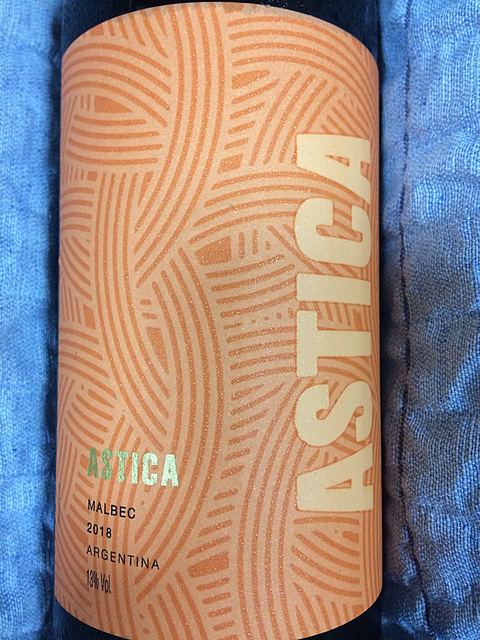 ASTICA
ASTICA
MALBEC
2018
ARGENTINA
13% Vol.